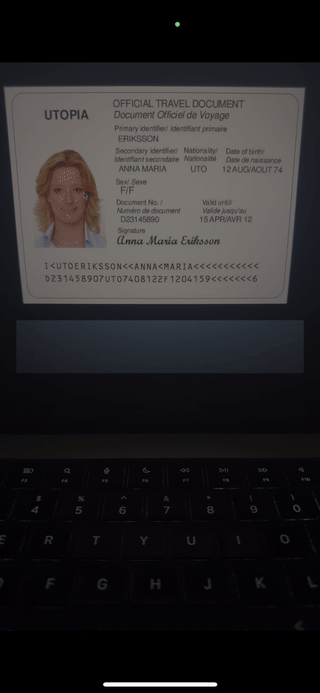 UTOPIA
OFFICIAL TRAVEL DOCUMENT
Document Officiel de Voyage
Primary identifier/ Identifiant primaire
ERIKSSON
Secondary identifier/ Nationality/ Date of birth/
Identifiant secondaire Nationalité Date de naissance
ANNA MARIA UTO 12 AUG/AOUT 74
Sex/ Sexe
F/F
Document No. / Valid until/
Numéro de document Valide jusqu'au
D23145890 15 APR/AVR 12
Signature
Anna Maria Eriksson
I<UTOERIKSSON<<ANNA<MARIA<<<<<<<<<<<
D231458907UTO7408122F1204159<<<<<<<6
F3 F4 F5 F6 F7 F8 F9 F10
$ % ^ & * ( )
4 5 6 7 8 9 0
E R T Y U I O
F G H J K L